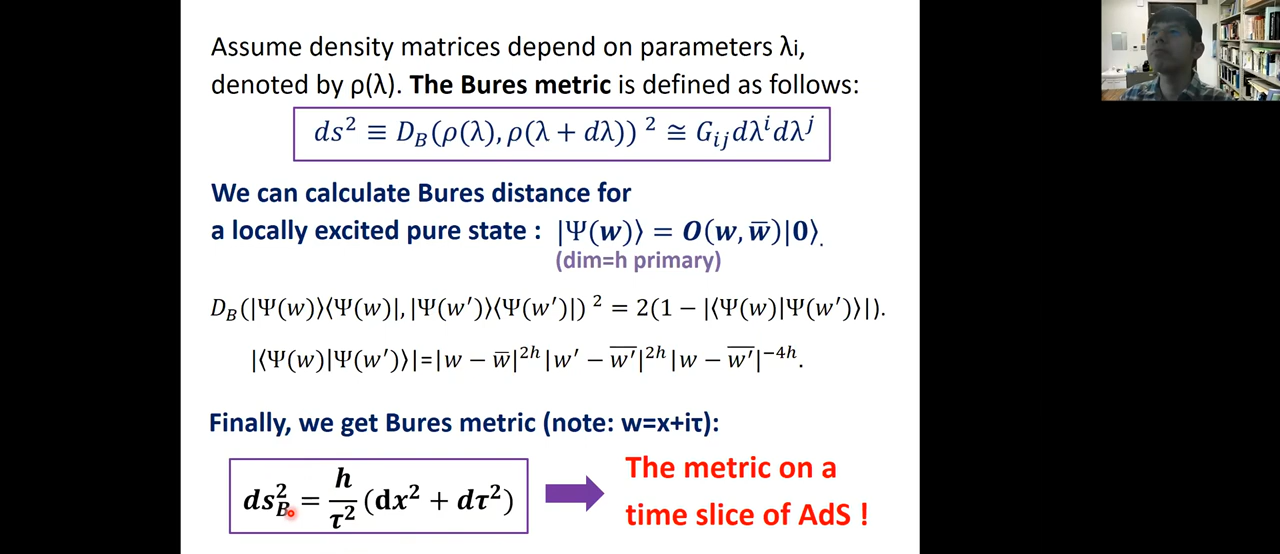 Assume density matrices depend on parameters λi,
denoted by ρ(λ). The Bures metric is defined as follows:
ds² ≡ D_B(ρ(λ), ρ(λ + dλ))² ≅ G_ij dλ^i dλ^j
We can calculate Bures distance for
a locally excited pure state : |Ψ(w)⟩ = O(w, w̅)|0⟩.
(dim=h primary)
D_B(|Ψ(w)⟩⟨Ψ(w)|, |Ψ(w')⟩⟨Ψ(w')|)² = 2(1 − |⟨Ψ(w)|Ψ(w')⟩|).
|⟨Ψ(w)|Ψ(w')⟩|=|w − w̅|^2h |w' − \overline{w'}|^2h |w − \overline{w'}|^−4h.
Finally, we get Bures metric (note: w=x+iτ):
ds_B² = h/τ² (dx² + dτ²)
The metric on a
time slice of AdS !